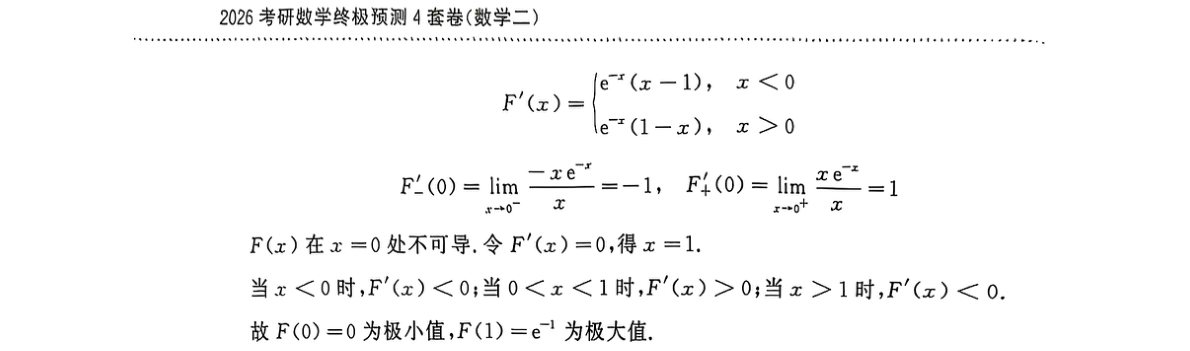 2026考研数学终极预测4套卷(数学二)
F′(x)={e⁻ˣ(x−1), x<0
e⁻ˣ(1−x), x>0
F′₋(0)=lim_{x→0⁻} (−xe⁻ˣ)/x=−1, F′₊(0)=lim_{x→0⁺} (xe⁻ˣ)/x=1
F(x)在x=0处不可导.令F′(x)=0,得x=1.
当x<0时,F′(x)<0;当0<x<1时,F′(x)>0;当x>1时,F′(x)<0.
故F(0)=0为极小值,F(1)=e⁻¹为极大值.